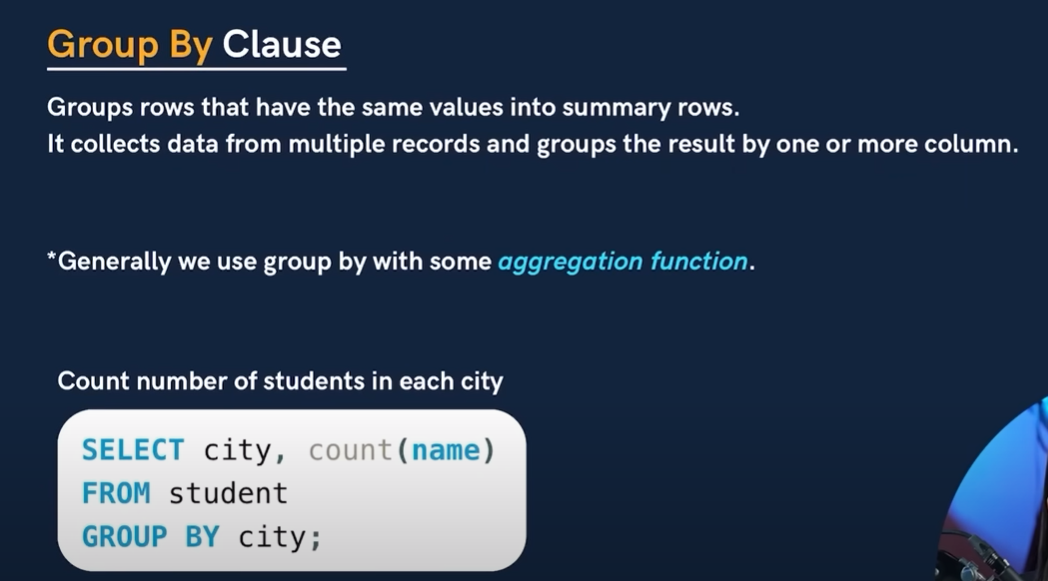 Group By Clause
Groups rows that have the same values into summary rows.
It collects data from multiple records and groups the result by one or more column.
*Generally we use group by with some aggregation function.
Count number of students in each city
SELECT city, count(name)
FROM student
GROUP BY city;